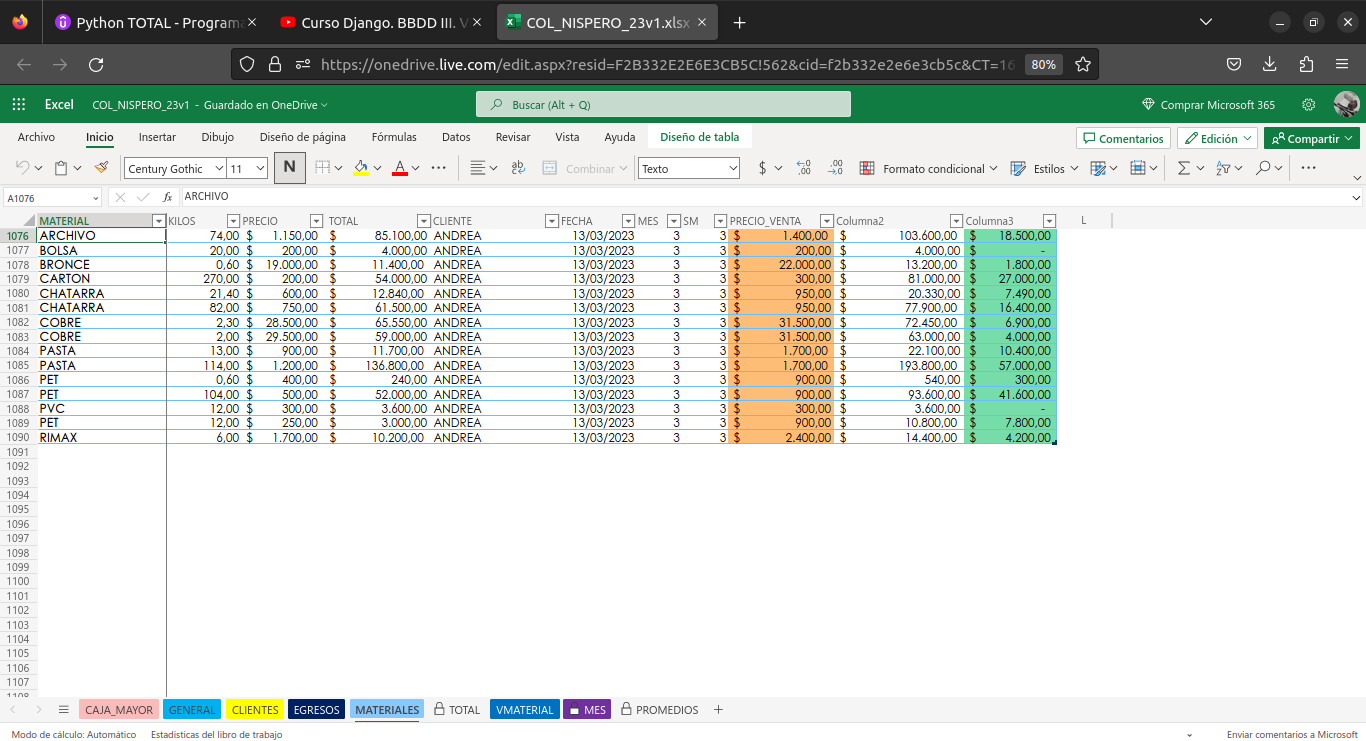 Python TOTAL - Programa
Curso Django. BBDD III. V
COL_NISPERO_23v1.xlsx
https://onedrive.live.com/edit.aspx?resid=F2B332E2E6E3CB5C!562&cid=f2b332e2e6e3cb5c&CT=16
80%
Excel COL_NISPERO_23v1 - Guardado en OneDrive
Buscar (Alt + Q)
Comprar Microsoft 365
Archivo Inicio Insertar Dibujo Diseño de página Fórmulas Datos Revisar Vista Ayuda Diseño de tabla
Comentarios Edición Compartir
Century Gothic 11 N A ab Combinar Texto $ Formato condicional Estilos
A1076 fx ARCHIVO
MATERIAL KILOS PRECIO TOTAL CLIENTE FECHA MES SM PRECIO_VENTA Columna2 Columna3 L
1076 ARCHIVO 74,00 $ 1.150,00 $ 85.100,00 ANDREA 13/03/2023 3 3 $ 1.400,00 $ 103.600,00 $ 18.500,00
1077 BOLSA 20,00 $ 200,00 $ 4.000,00 ANDREA 13/03/2023 3 3 $ 200,00 $ 4.000,00 $ -
1078 BRONCE 0,60 $ 19.000,00 $ 11.400,00 ANDREA 13/03/2023 3 3 $ 22.000,00 $ 13.200,00 $ 1.800,00
1079 CARTON 270,00 $ 200,00 $ 54.000,00 ANDREA 13/03/2023 3 3 $ 300,00 $ 81.000,00 $ 27.000,00
1080 CHATARRA 21,40 $ 600,00 $ 12.840,00 ANDREA 13/03/2023 3 3 $ 950,00 $ 20.330,00 $ 7.490,00
1081 CHATARRA 82,00 $ 750,00 $ 61.500,00 ANDREA 13/03/2023 3 3 $ 950,00 $ 77.900,00 $ 16.400,00
1082 COBRE 2,30 $ 28.500,00 $ 65.550,00 ANDREA 13/03/2023 3 3 $ 31.500,00 $ 72.450,00 $ 6.900,00
1083 COBRE 2,00 $ 29.500,00 $ 59.000,00 ANDREA 13/03/2023 3 3 $ 31.500,00 $ 63.000,00 $ 4.000,00
1084 PASTA 13,00 $ 900,00 $ 11.700,00 ANDREA 13/03/2023 3 3 $ 1.700,00 $ 22.100,00 $ 10.400,00
1085 PASTA 114,00 $ 1.200,00 $ 136.800,00 ANDREA 13/03/2023 3 3 $ 1.700,00 $ 193.800,00 $ 57.000,00
1086 PET 0,60 $ 400,00 $ 240,00 ANDREA 13/03/2023 3 3 $ 900,00 $ 540,00 $ 300,00
1087 PET 104,00 $ 500,00 $ 52.000,00 ANDREA 13/03/2023 3 3 $ 900,00 $ 93.600,00 $ 41.600,00
1088 PVC 12,00 $ 300,00 $ 3.600,00 ANDREA 13/03/2023 3 3 $ 300,00 $ 3.600,00 $ -
1089 PET 12,00 $ 250,00 $ 3.000,00 ANDREA 13/03/2023 3 3 $ 900,00 $ 10.800,00 $ 7.800,00
1090 RIMAX 6,00 $ 1.700,00 $ 10.200,00 ANDREA 13/03/2023 3 3 $ 2.400,00 $ 14.400,00 $ 4.200,00
1091
1092
1093
1094
1095
1096
1097
1098
1099
1100
1101
1102
1103
1104
1105
1106
1107
1108
CAJA_MAYOR GENERAL CLIENTES EGRESOS MATERIALES TOTAL VMATERIAL MES PROMEDIOS
Modo de cálculo: Automático Estadísticas del libro de trabajo Enviar comentarios a Microsoft